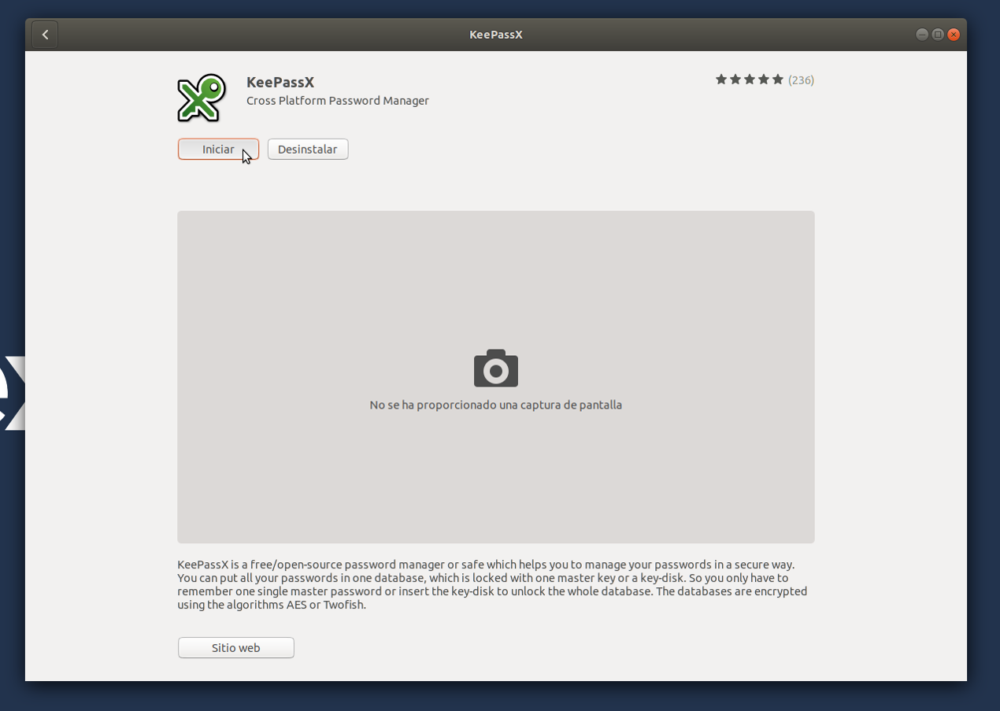 KeePassX
KeePassX
(236)
Cross Platform Password Manager
Iniciar
Desinstalar
No se ha proporcionado una captura de pantalla
KeePassX is a free/open-source password manager or safe which helps you to manage your passwords in a secure way.
You can put all your passwords in one database, which is locked with one master key or a key-disk. So you only have to
remember one single master password or insert the key-disk to unlock the whole database. The databases are encrypted
using the algorithms AES or Twofish.
Sitio web